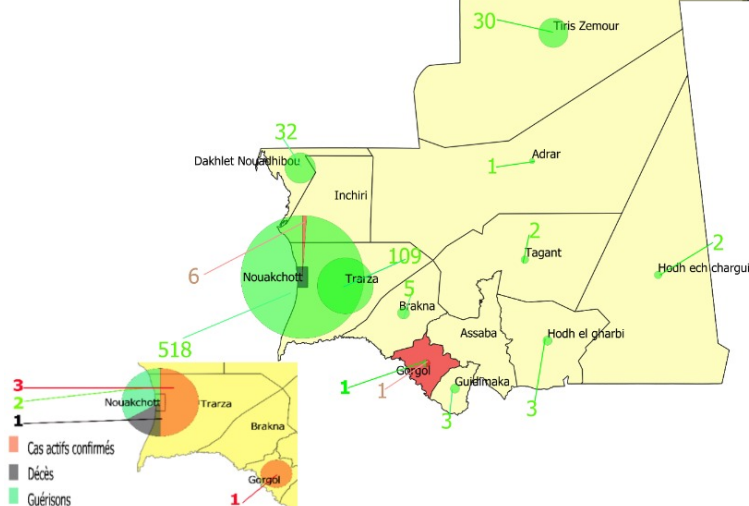 30
Tiris Zemour
32
Dakhlet Nouadhibou
1
Adrar
Inchiri
2
Tagant
2
Hodh ech chargui
6
Nouakchott
109
Trarza
5
Brakna
518
Assaba
Hodh el gharbi
Gorgol
1
1
Guidimaka
3
3
3
2
1
Nouakchott
Trarza
Brakna
Gorgol
1
Cas actifs confirmés
Décès
Guérisons